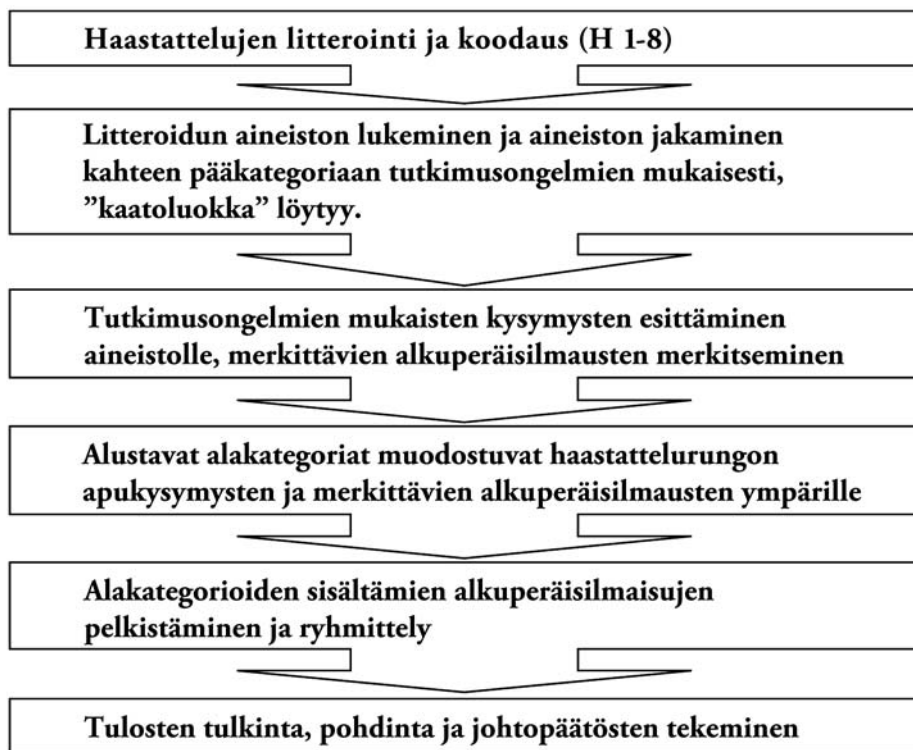 Haastattelujen litterointi ja koodaus (H 1-8)
Litteroidun aineiston lukeminen ja aineiston jakaminen
kahteen pääkategoriaan tutkimusongelmien mukaisesti,
”kaatoluokka” löytyy.
Tutkimusongelmien mukaisten kysymysten esittäminen
aineistolle, merkittävien alkuperäisilmausten merkitseminen
Alustavat alakategoriat muodostuvat haastattelurungon
apukysymysten ja merkittävien alkuperäisilmausten ympärille
Alakategorioiden sisältämien alkuperäisilmaisujen
pelkistäminen ja ryhmittely
Tulosten tulkinta, pohdinta ja johtopäätösten tekeminen